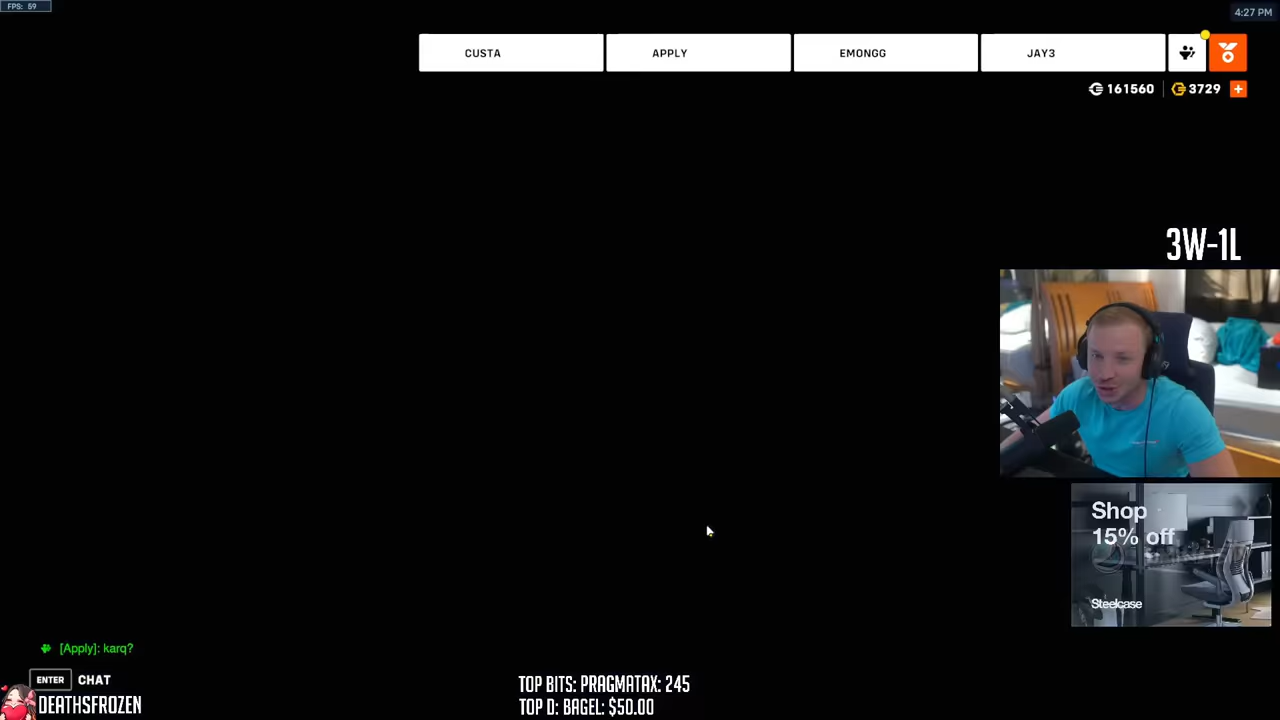 FPS: 59
4:27 PM
CUSTA
APPLY
EMONGG
JAY3
161560
3729
3W-1L
Shop
15% off
Steelcase
[Apply]: karq?
ENTER CHAT
DEATHSFROZEN
TOP BITS: PRAGMATAX: 245
TOP D: BAGEL: $50.00